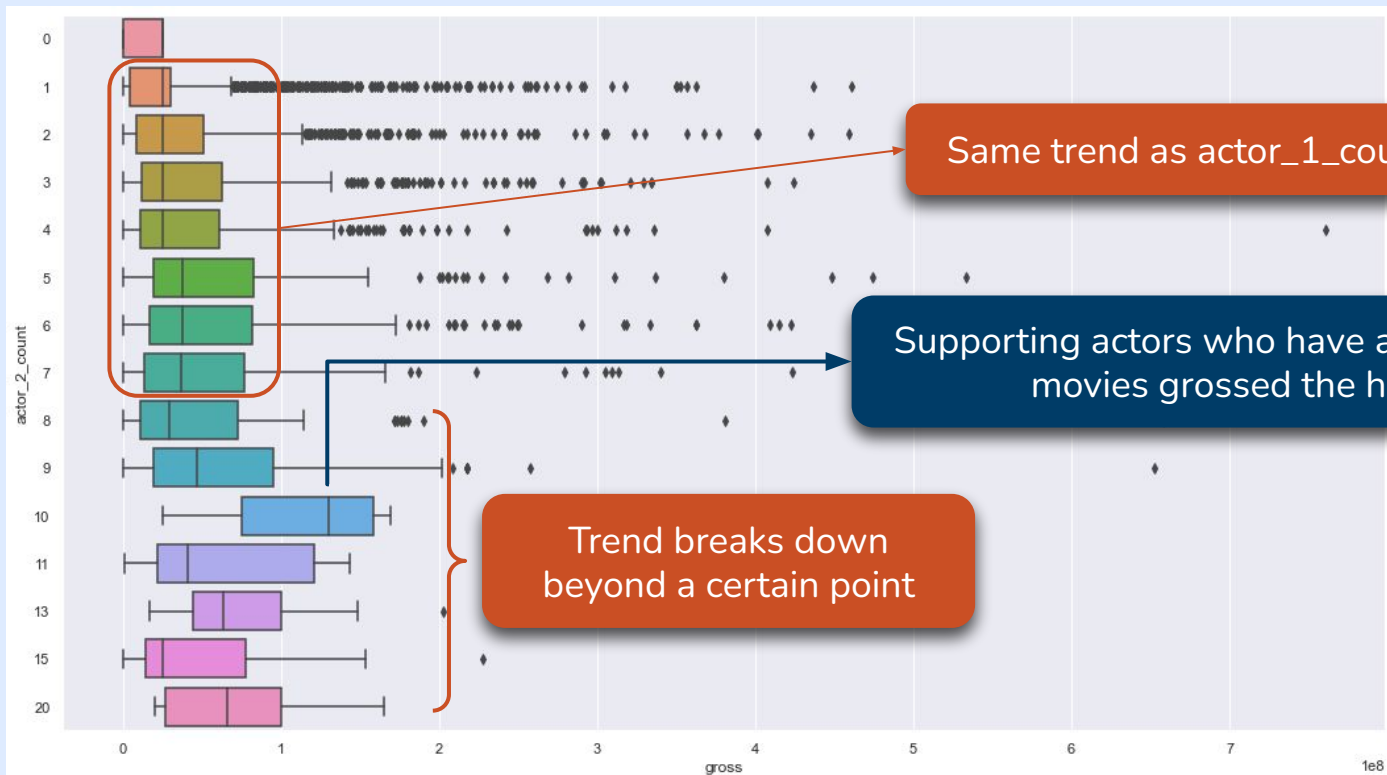 0
1
2
3
4
5
6
7
8
9
10
11
13
15
20
actor_2_count
Same trend as
Supporting actors who have
movies grossed the
Trend breaks down
beyond a certain point
0
1
2
3
4
5
6
7
1e8
gross